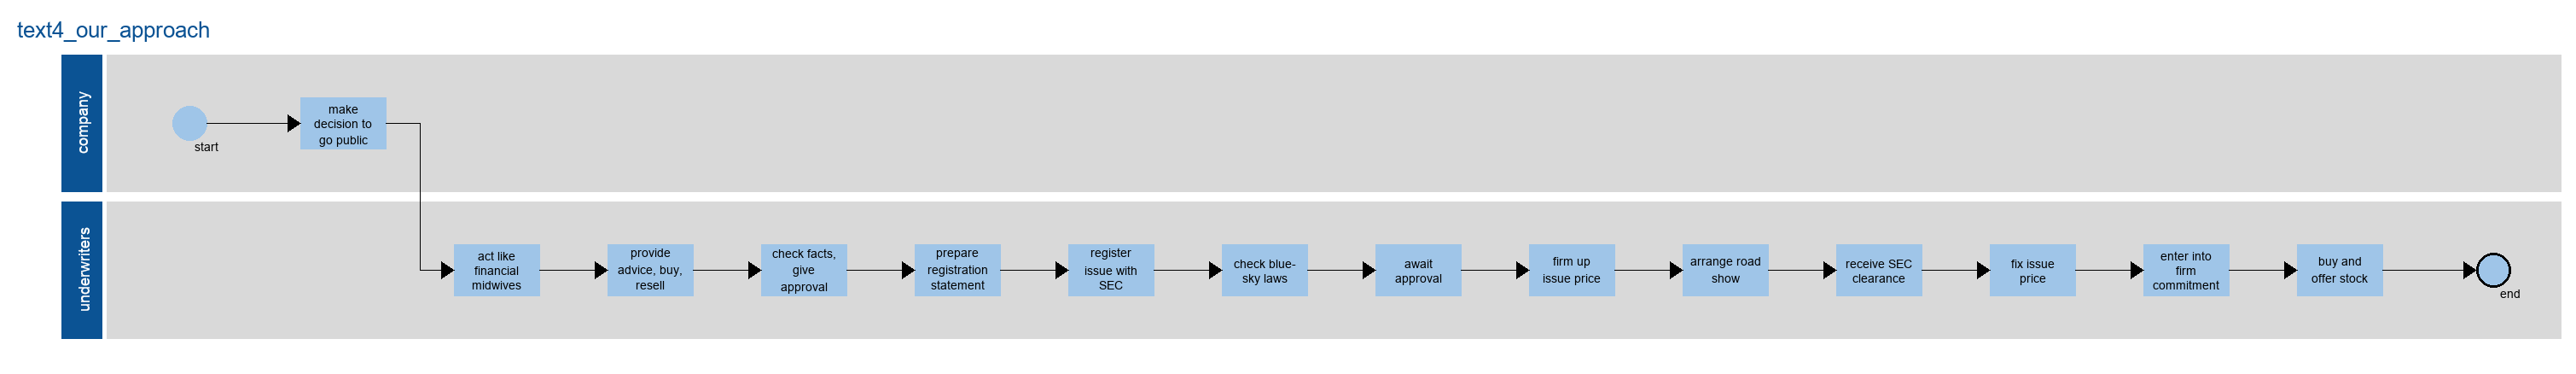 text4_our_approach
company
start
make
decision to
go public
underwriters
act like
financial
midwives
provide
advice, buy,
resell
check facts,
give
approval
prepare
registration
statement
register
issue with
SEC
check blue-
sky laws
await
approval
firm up
issue price
arrange road
show
receive SEC
clearance
fix issue
price
enter into
firm
commitment
buy and
offer stock
end